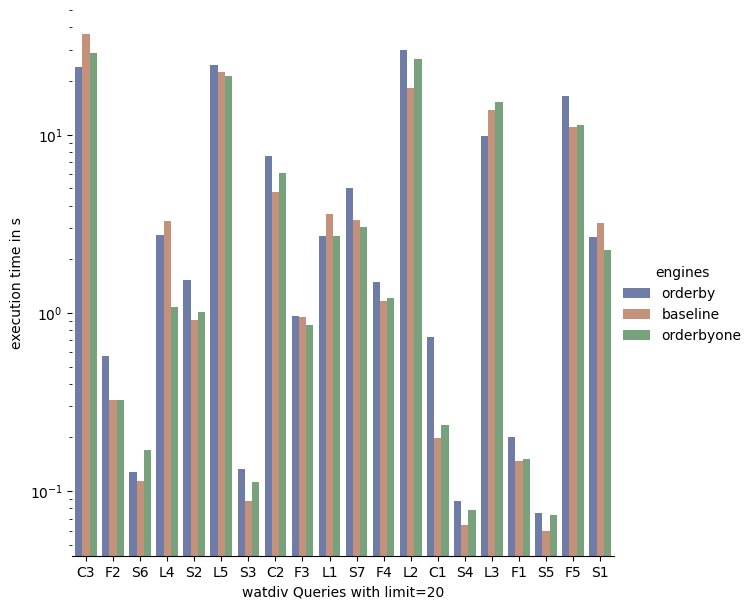 execution time in s
10¹
10⁰
10⁻¹
C3 F2 S6 L4 S2 L5 S3 C2 F3 L1 S7 F4 L2 C1 S4 L3 F1 S5 F5 S1
watdiv Queries with limit=20
engines
orderby
baseline
orderbyone